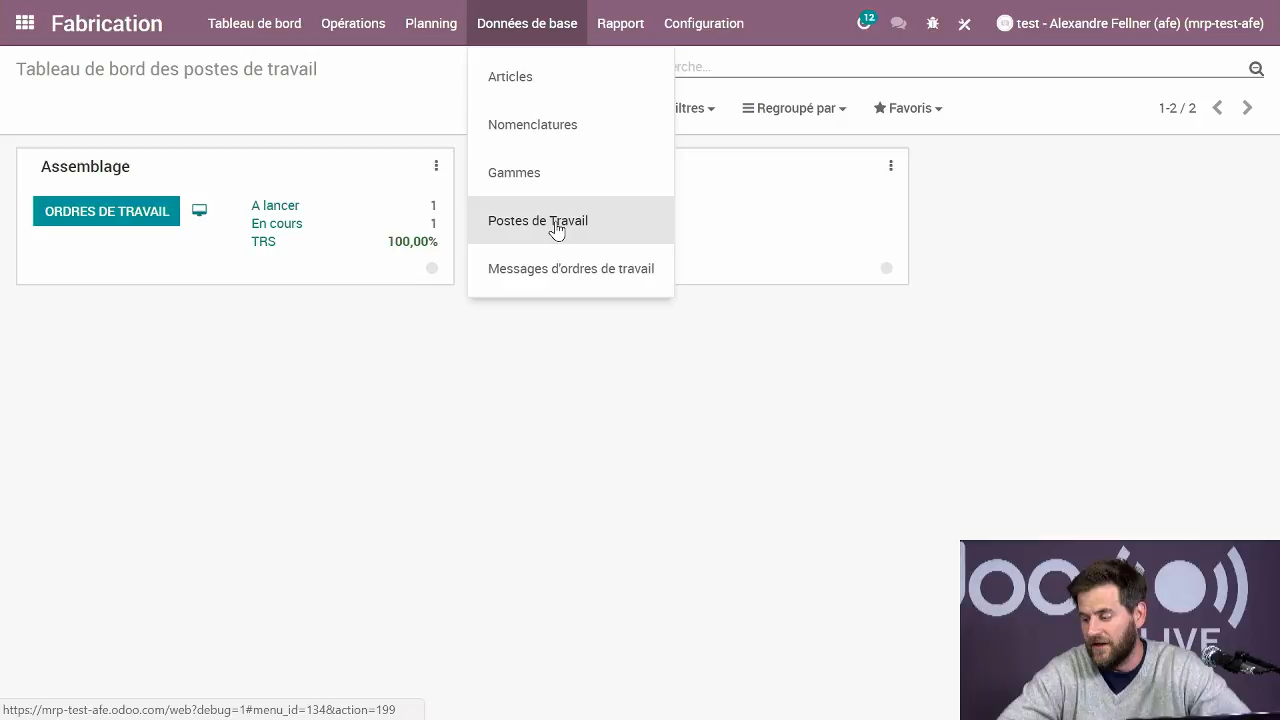 Fabrication
Tableau de bord
Opérations
Planning
Données de base
Rapport
Configuration
12
test - Alexandre Fellner (afe) (mrp-test-afe)
Tableau de bord des postes de travail
erche...
iltres
Regroupé par
Favoris
1-2 / 2
Articles
Nomenclatures
Gammes
Postes de Travail
Messages d'ordres de travail
Assemblage
ORDRES DE TRAVAIL
A lancer 1
En cours 1
TRS 100,00%
LIVE
https://mrp-test-afe.odoo.com/web?debug=1#menu_id=134&action=199